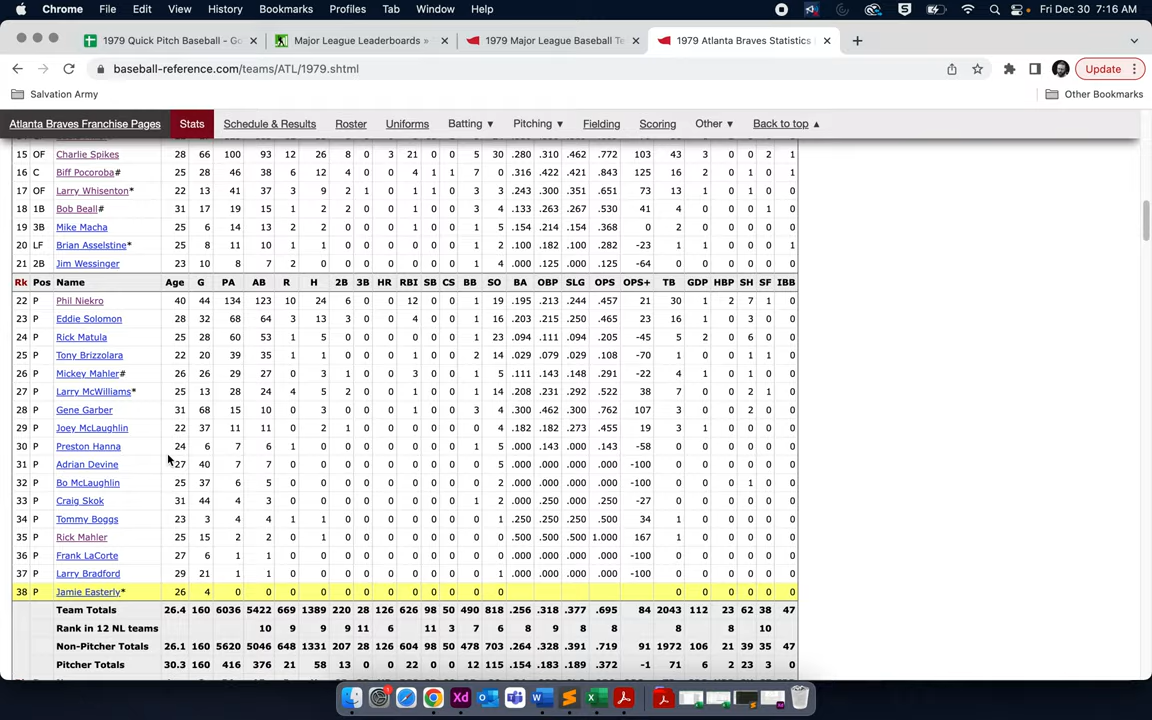 Chrome File Edit View History Bookmarks Profiles Tab Window Help Fri Dec 30 7:16 AM
1979 Quick Pitch Baseball - Go Major League Leaderboards » 1979 Major League Baseball Te 1979 Atlanta Braves Statistics
baseball-reference.com/teams/ATL/1979.shtml Update
Salvation Army Other Bookmarks
Atlanta Braves Franchise Pages Stats Schedule & Results Roster Uniforms Batting ▼ Pitching ▼ Fielding Scoring Other ▼ Back to top ▲
15 OF Charlie Spikes 28 66 100 93 12 26 8 0 3 21 0 0 5 30 .280 .310 .462 .772 103 43 3 0 0 2 1
16 C Biff Pocoroba# 25 28 46 38 6 12 4 0 0 4 1 1 7 0 .316 .422 .421 .843 125 16 2 0 0 1 1
17 OF Larry Whisenton* 22 13 41 37 3 9 2 1 0 1 0 0 3 3 .243 .300 .351 .651 73 13 1 0 0 1 0
18 1B Bob Beall# 31 17 19 15 1 2 2 0 0 1 0 0 3 4 .133 .263 .267 .530 41 4 0 0 0 1 0
19 3B Mike Macha 25 6 14 13 2 2 0 0 0 1 0 0 1 5 .154 .214 .154 .368 0 2 0 0 0 0 0
20 LF Brian Asselstine* 25 8 11 10 1 1 0 0 0 0 0 0 1 2 .100 .182 .100 .282 -23 1 1 0 0 0 1
21 2B Jim Wessinger 23 10 8 7 2 0 0 0 0 0 0 0 1 4 .000 .125 .000 .125 -64 0 0 0 0 0 0
Rk Pos Name Age G PA AB R H 2B 3B HR RBI SB CS BB SO BA OBP SLG OPS OPS+ TB GDP HBP SH SF IBB
22 P Phil Niekro 40 44 134 123 10 24 6 0 0 12 0 0 1 19 .195 .213 .244 .457 21 30 1 2 7 1 0
23 P Eddie Solomon 28 32 68 64 3 13 3 0 0 4 0 0 1 16 .203 .215 .250 .465 23 16 1 0 3 0 0
24 P Rick Matula 25 28 60 53 1 5 0 0 0 0 0 0 1 23 .094 .111 .094 .205 -45 5 2 0 6 0 0
25 P Tony Brizzolara 22 20 39 35 1 1 0 0 0 1 0 0 2 14 .029 .079 .029 .108 -70 1 0 0 1 1 0
26 P Mickey Mahler# 26 26 29 27 0 3 1 0 0 3 0 0 1 5 .111 .143 .148 .291 -22 4 1 0 1 0 0
27 P Larry McWilliams* 25 13 28 24 4 5 2 0 0 1 0 0 1 14 .208 .231 .292 .522 38 7 0 0 2 1 0
28 P Gene Garber 31 68 15 10 0 3 0 0 0 0 0 0 3 4 .300 .462 .300 .762 107 3 0 0 2 0 0
29 P Joey McLaughlin 22 37 11 11 0 2 1 0 0 1 0 0 0 4 .182 .182 .273 .455 19 3 1 0 0 0 0
30 P Preston Hanna 24 6 7 6 1 0 0 0 0 0 0 0 1 5 .000 .143 .000 .143 -58 0 0 0 0 0 0
31 P Adrian Devine 27 40 7 7 0 0 0 0 0 0 0 0 0 5 .000 .000 .000 .000 -100 0 0 0 0 0 0
32 P Bo McLaughlin 25 37 6 5 0 0 0 0 0 0 0 0 0 2 .000 .000 .000 .000 -100 0 0 0 1 0 0
33 P Craig Skok 31 44 4 3 0 0 0 0 0 0 0 0 1 2 .000 .250 .000 .250 -27 0 0 0 0 0 0
34 P Tommy Boggs 23 3 4 4 1 1 0 0 0 0 0 0 0 1 .250 .250 .250 .500 34 1 0 0 0 0 0
35 P Rick Mahler 25 15 2 2 0 1 0 0 0 0 0 0 0 0 .500 .500 .500 1.000 167 1 0 0 0 0 0
36 P Frank LaCorte 27 6 1 1 0 0 0 0 0 0 0 0 0 0 .000 .000 .000 .000 -100 0 0 0 0 0 0
37 P Larry Bradford 29 21 1 1 0 0 0 0 0 0 0 0 0 1 .000 .000 .000 .000 -100 0 0 0 0 0 0
38 P Jamie Easterly* 26 4 0 0 0 0 0 0 0 0 0 0 0 0 0 0 0 0 0 0
Team Totals 26.4 160 6036 5422 669 1389 220 28 126 626 98 50 490 818 .256 .318 .377 .695 84 2043 112 23 62 38 47
Rank in 12 NL teams 10 9 9 9 11 6 11 3 7 6 8 9 8 8 8 8 10
Non-Pitcher Totals 26.1 160 5620 5046 648 1331 207 28 126 604 98 50 478 703 .264 .328 .391 .719 91 1972 106 21 39 35 47
Pitcher Totals 30.3 160 416 376 21 58 13 0 0 22 0 0 12 115 .154 .183 .189 .372 -1 71 6 2 23 3 0